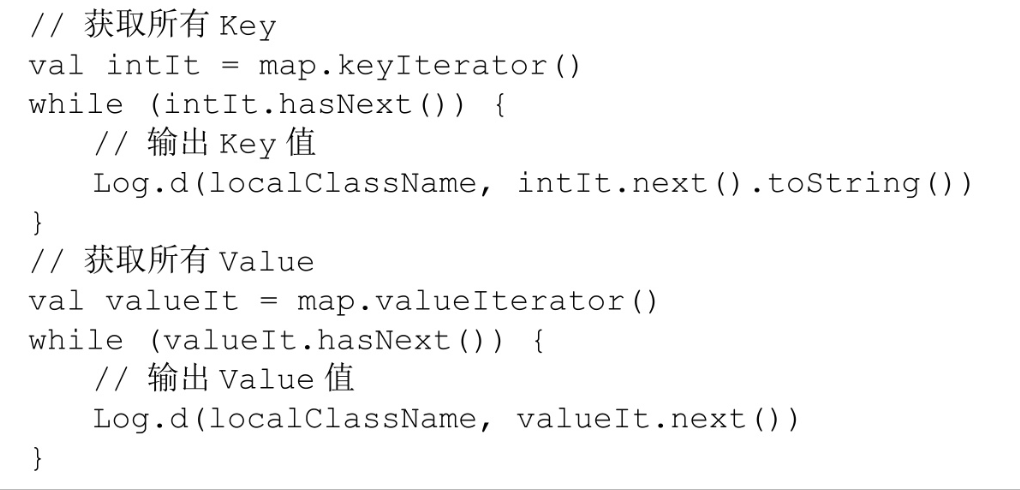 // 获取所有 Key
val intIt = map.keyIterator()
while (intIt.hasNext()) {
// 输出 Key 值
Log.d(localClassName, intIt.next().toString())
}
// 获取所有 Value
val valueIt = map.valueIterator()
while (valueIt.hasNext()) {
// 输出 Value 值
Log.d(localClassName, valueIt.next())
}